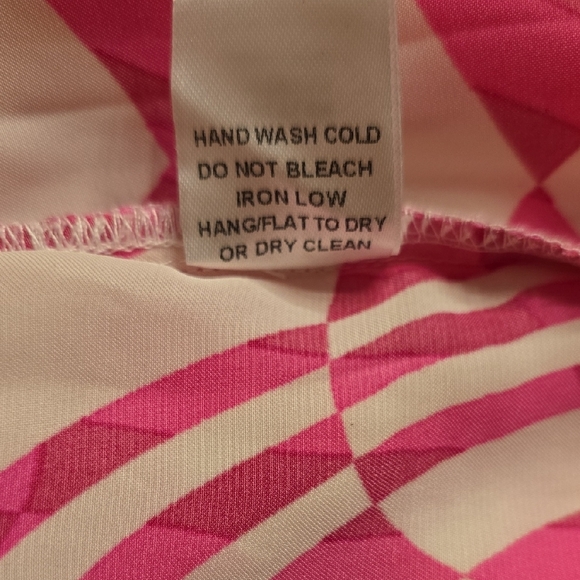 HAND WASH COLD
DO NOT BLEACH
IRON LOW
HANG/FLAT TO DRY
OR DRY CLEAN